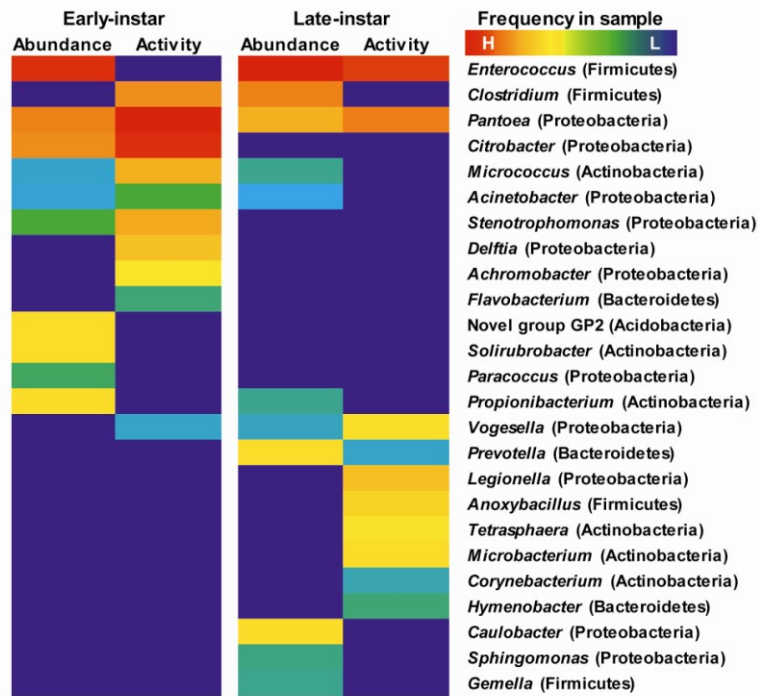 Early-instar Late-instar Frequency in sample
Abundance Activity Abundance Activity H L
Enterococcus (Firmicutes)
Clostridium (Firmicutes)
Pantoea (Proteobacteria)
Citrobacter (Proteobacteria)
Micrococcus (Actinobacteria)
Acinetobacter (Proteobacteria)
Stenotrophomonas (Proteobacteria)
Delftia (Proteobacteria)
Achromobacter (Proteobacteria)
Flavobacterium (Bacteroidetes)
Novel group GP2 (Acidobacteria)
Solirubrobacter (Actinobacteria)
Paracoccus (Proteobacteria)
Propionibacterium (Actinobacteria)
Vogesella (Proteobacteria)
Prevotella (Bacteroidetes)
Legionella (Proteobacteria)
Anoxybacillus (Firmicutes)
Tetrasphaera (Actinobacteria)
Microbacterium (Actinobacteria)
Corynebacterium (Actinobacteria)
Hymenobacter (Bacteroidetes)
Caulobacter (Proteobacteria)
Sphingomonas (Proteobacteria)
Gemella (Firmicutes)